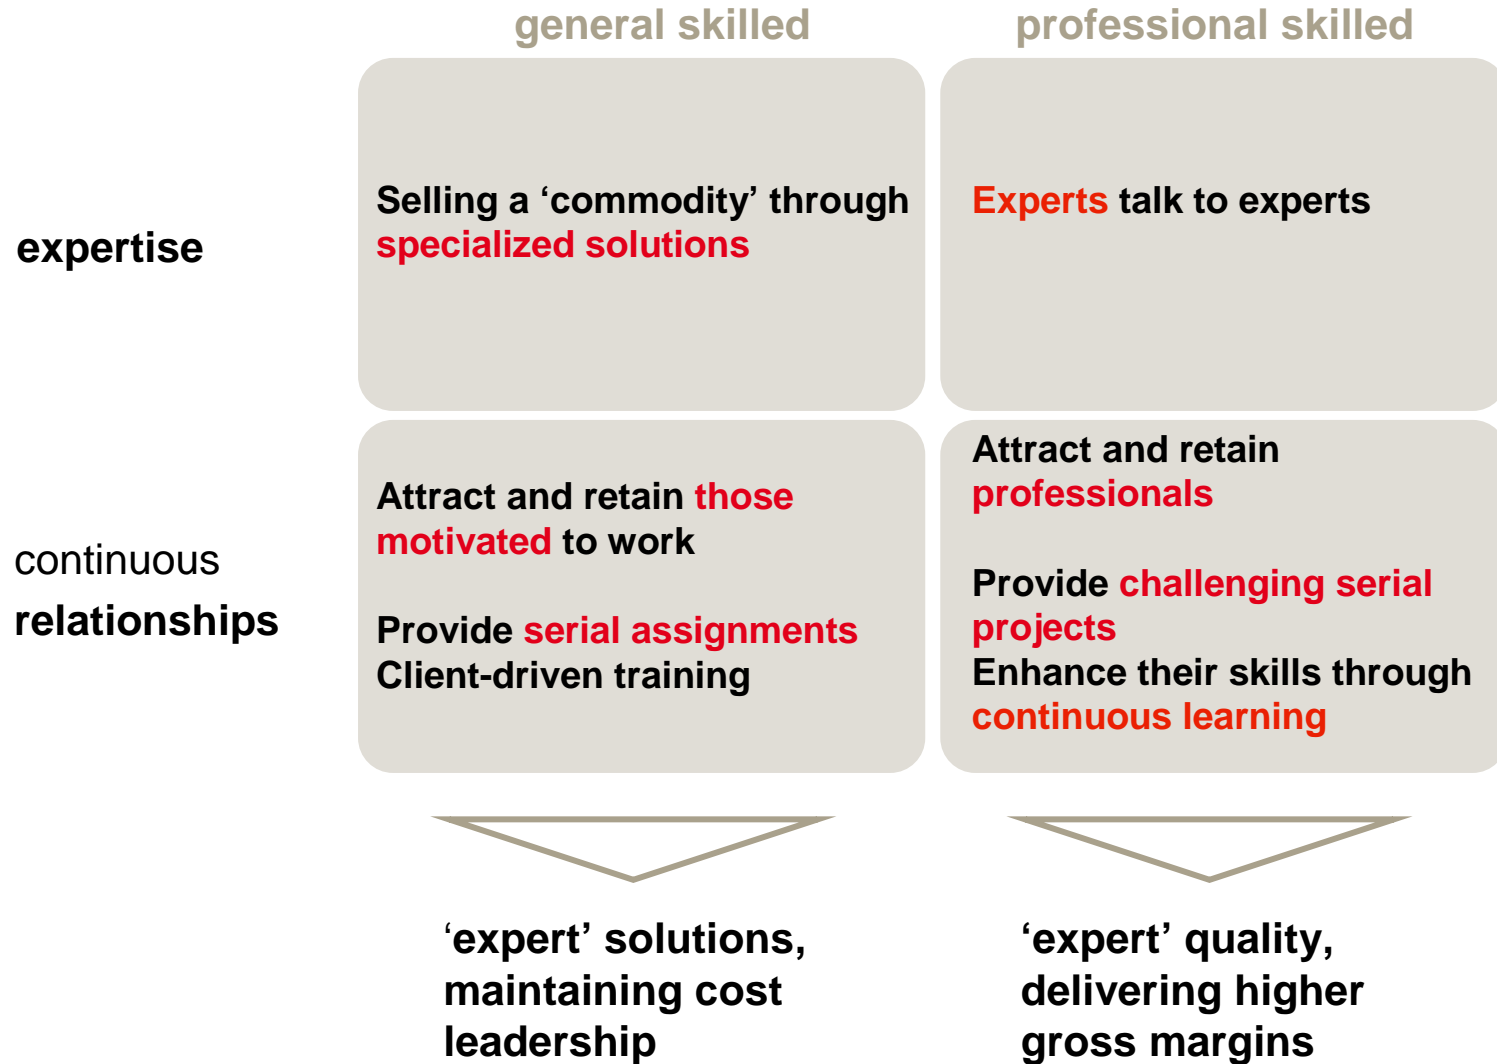 general skilled
professional skilled
expertise
Selling a ‘commodity’ through
specialized solutions
Experts talk to experts
continuous
relationships
Attract and retain those
motivated to work
Provide serial assignments
Client-driven training
Attract and retain
professionals
Provide challenging serial
projects
Enhance their skills through
continuous learning
‘expert’ solutions,
maintaining cost
leadership
‘expert’ quality,
delivering higher
gross margins